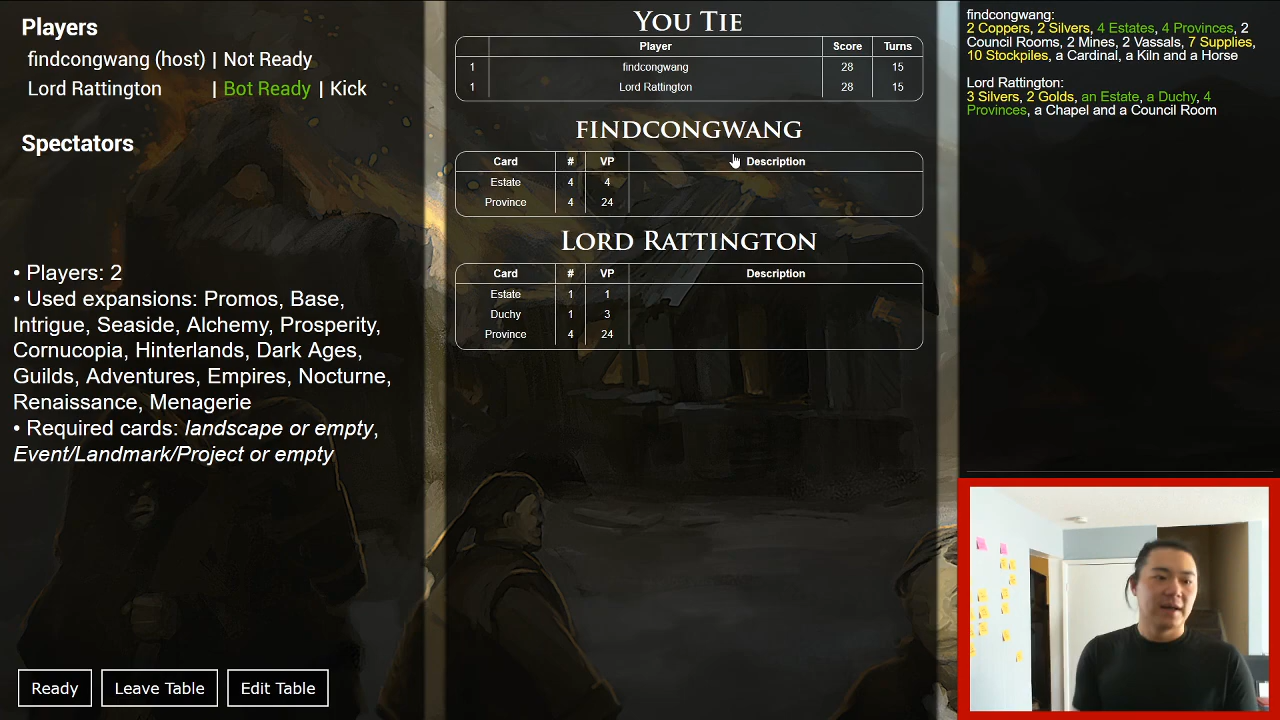 Players
findcongwang (host) | Not Ready
Lord Rattington | Bot Ready | Kick
Spectators
• Players: 2
• Used expansions: Promos, Base,
Intrigue, Seaside, Alchemy, Prosperity,
Cornucopia, Hinterlands, Dark Ages,
Guilds, Adventures, Empires, Nocturne,
Renaissance, Menagerie
• Required cards: landscape or empty,
Event/Landmark/Project or empty
Ready Leave Table Edit Table
You Tie
Player Score Turns
1 findcongwang 28 15
1 Lord Rattington 28 15
findcongwang
Card # VP Description
Estate 4 4
Province 4 24
Lord Rattington
Card # VP Description
Estate 1 1
Duchy 1 3
Province 4 24
findcongwang:
2 Coppers, 2 Silvers, 4 Estates, 4 Provinces, 2
Council Rooms, 2 Mines, 2 Vassals, 7 Supplies,
10 Stockpiles, a Cardinal, a Kiln and a Horse
Lord Rattington:
3 Silvers, 2 Golds, an Estate, a Duchy, 4
Provinces, a Chapel and a Council Room